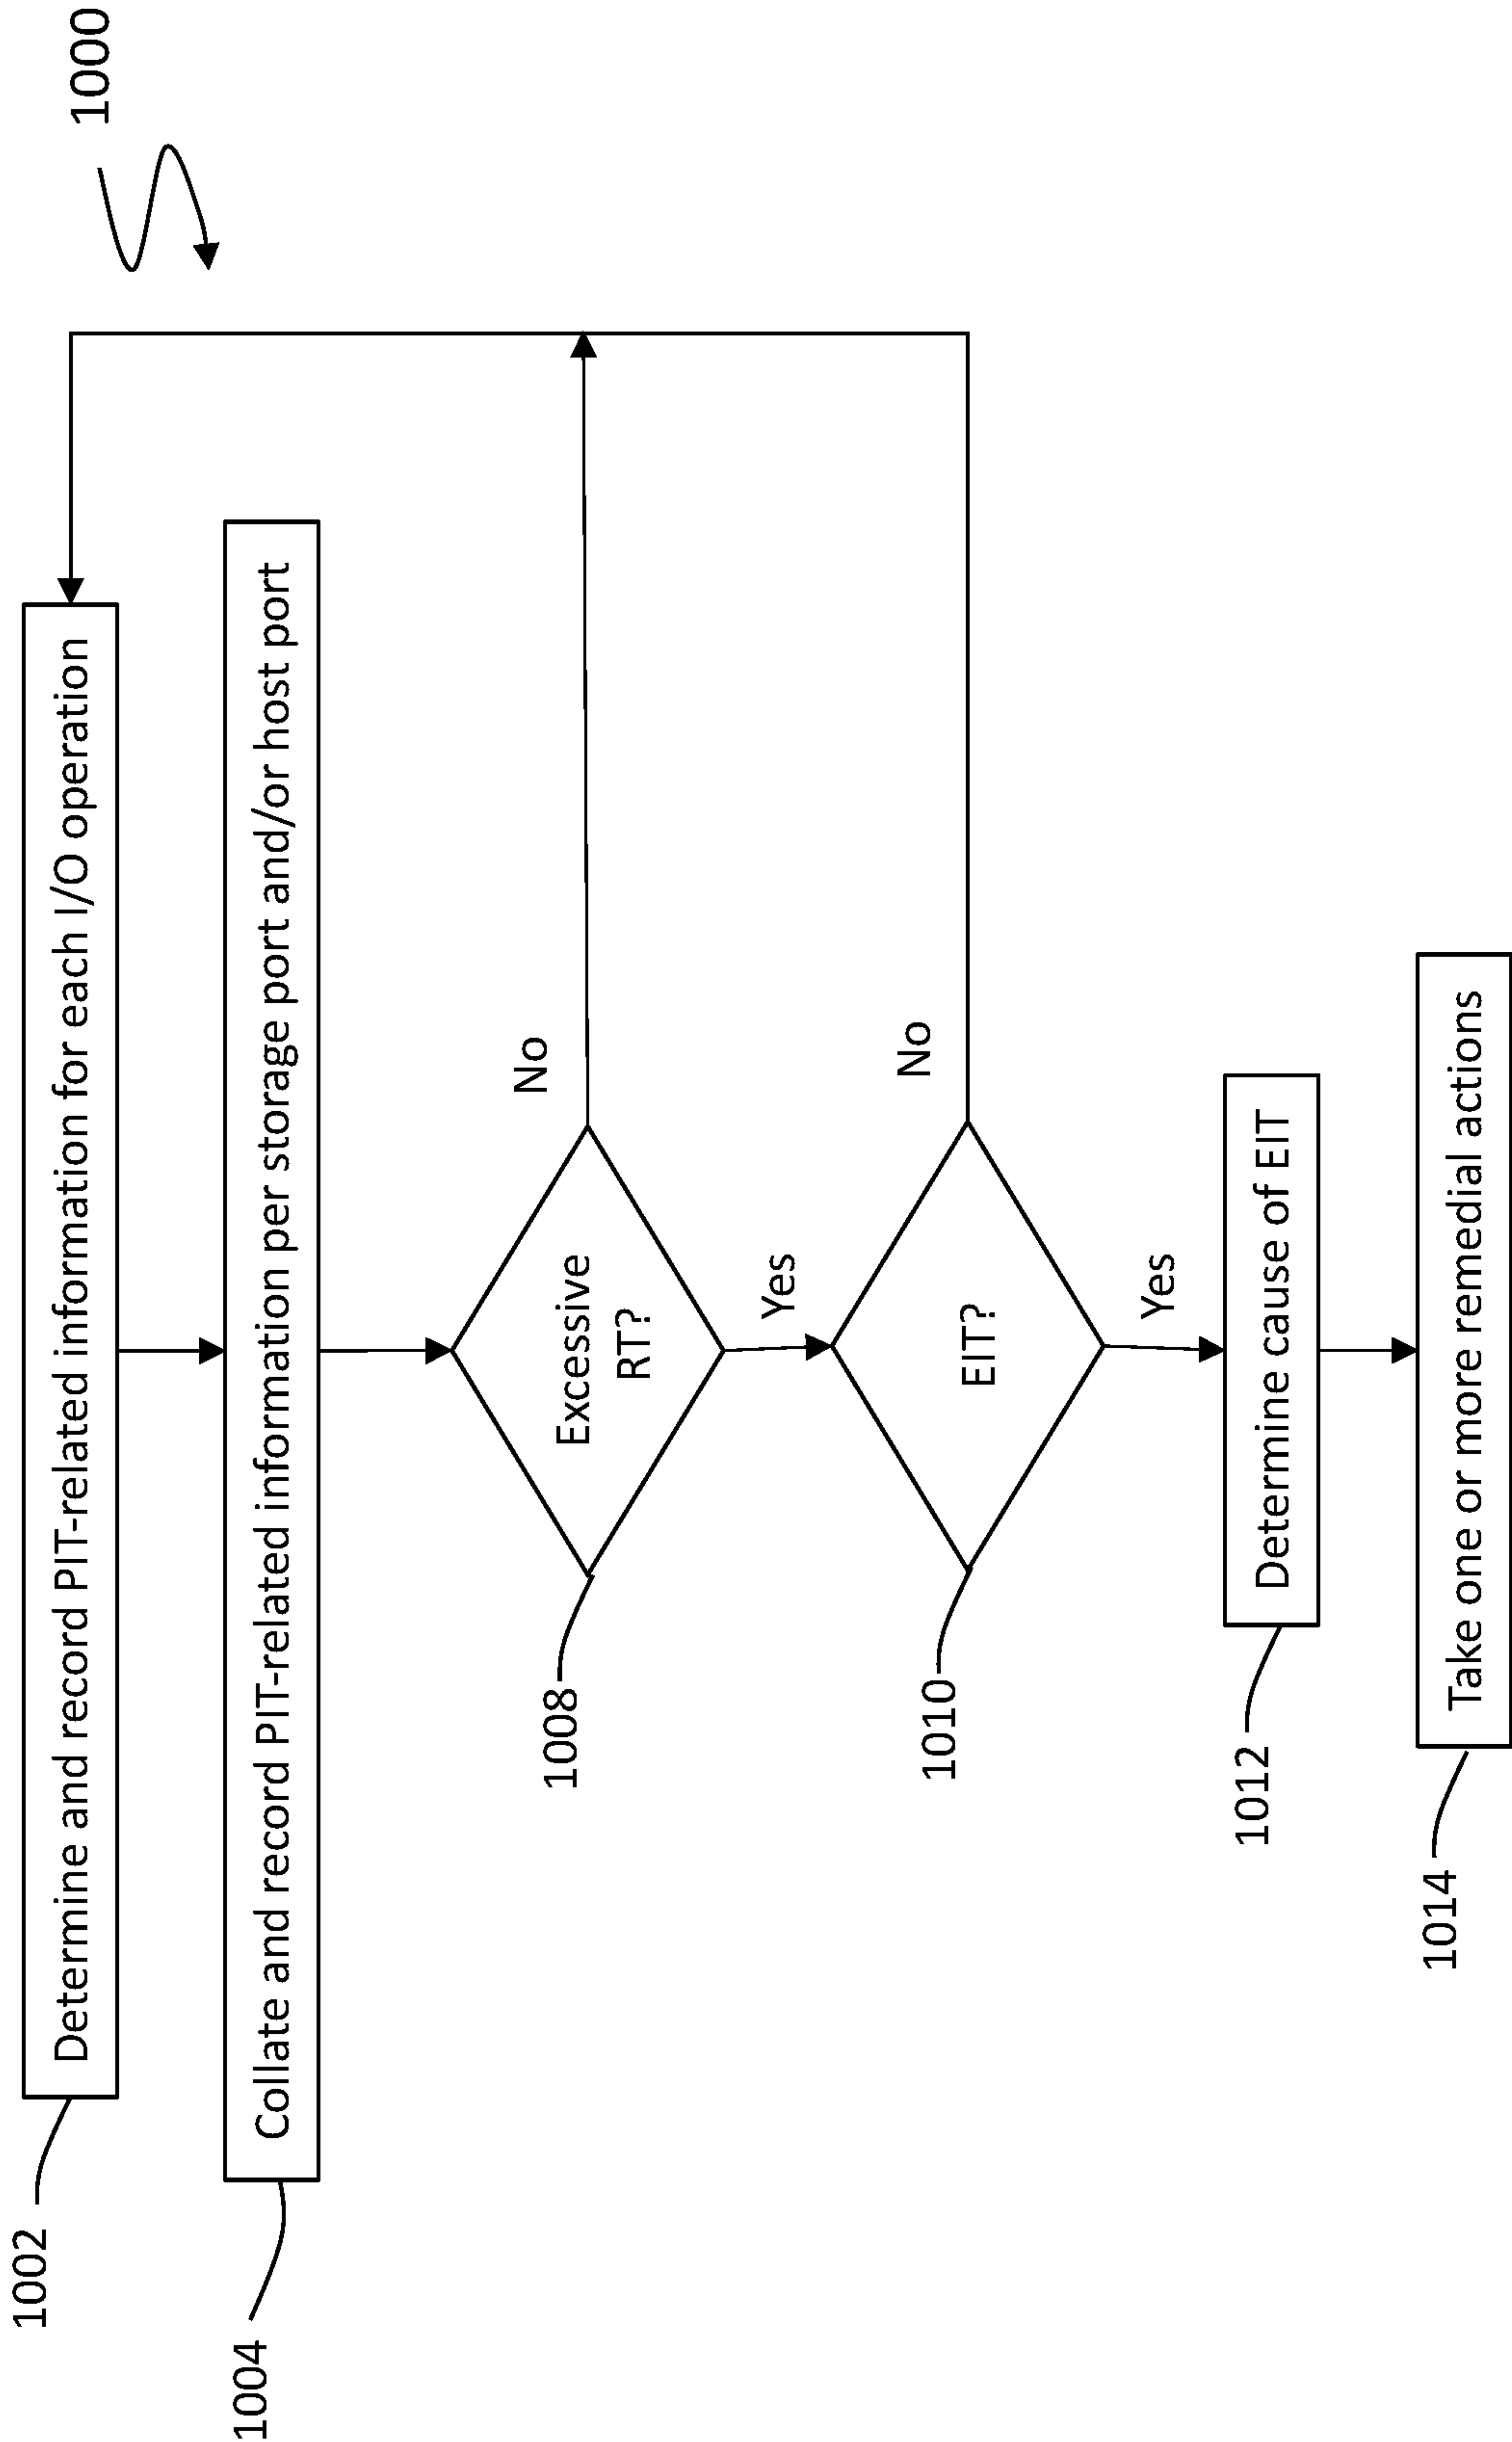 1000
1002
Determine and record PIT-related information for each I/O operation
1004
Collate and record PIT-related information per storage port and/or host port
1008
Excessive
RT?
No
Yes
1010
EIT?
No
Yes
1012
Determine cause of EIT
1014
Take one or more remedial actions